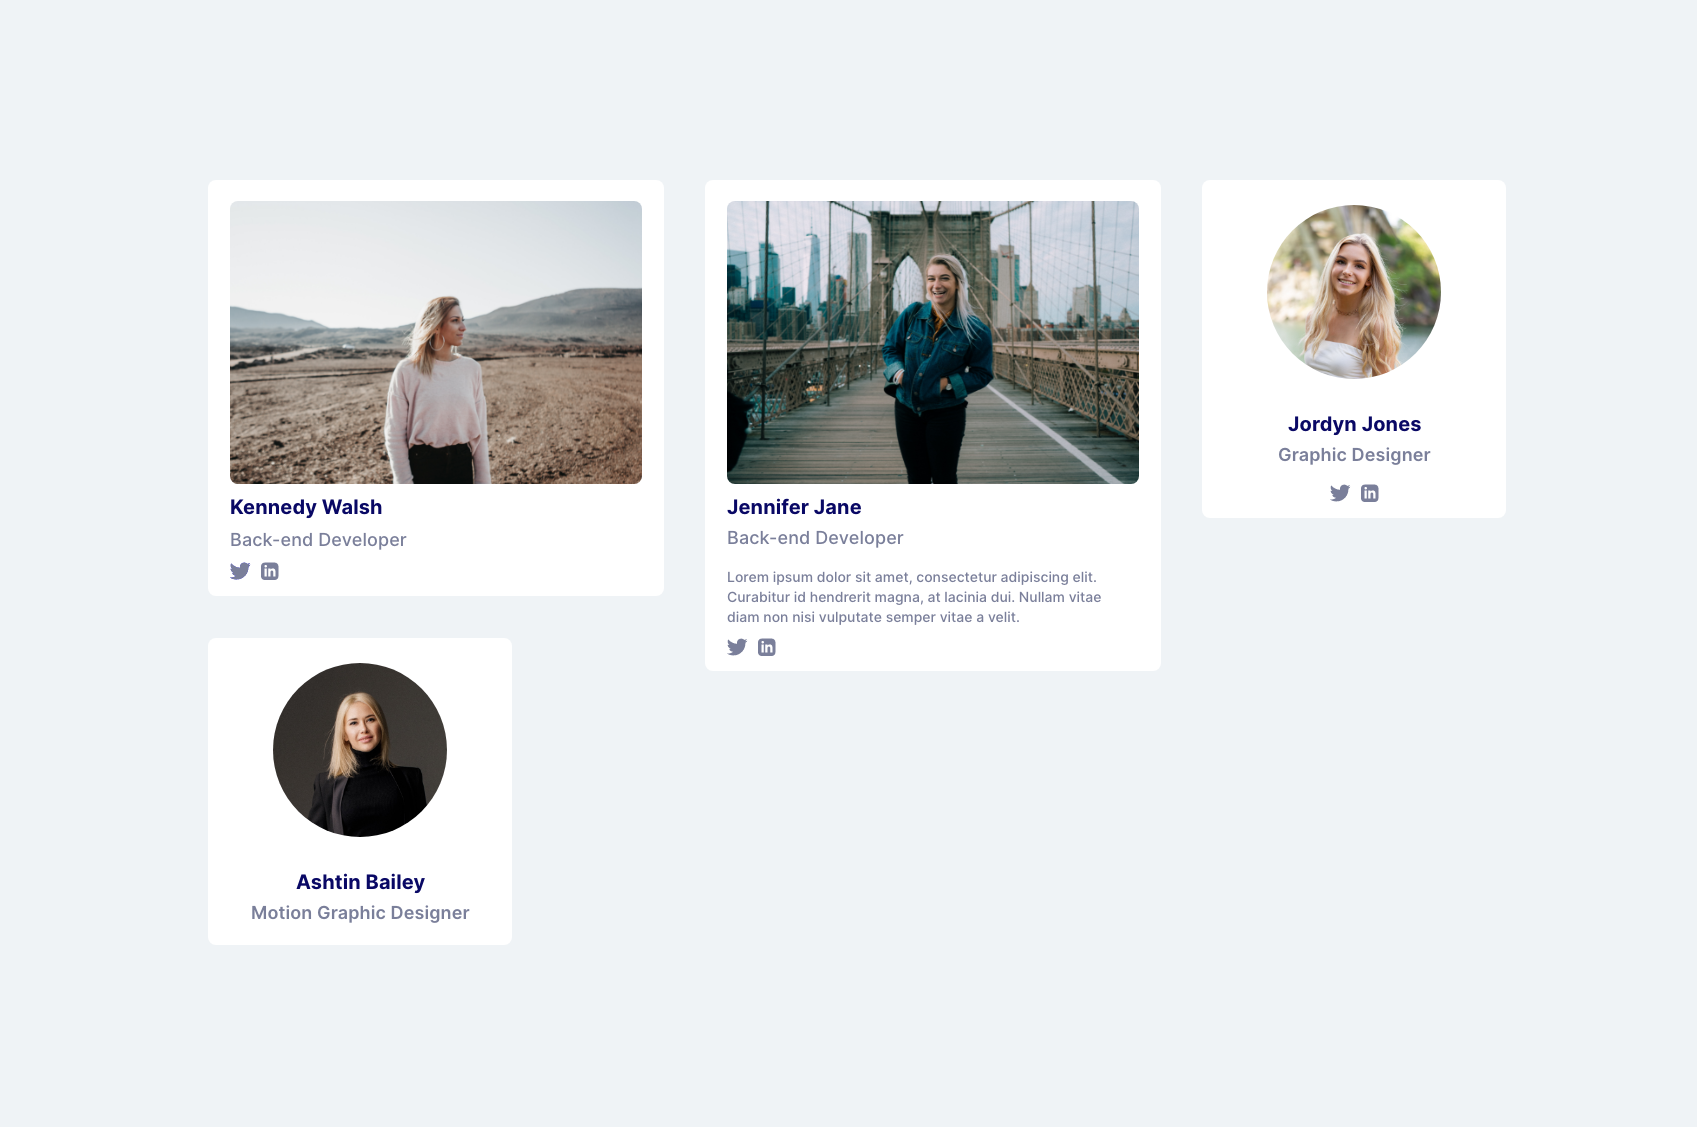 Kennedy Walsh
Back-end Developer
Jennifer Jane
Back-end Developer
Lorem ipsum dolor sit amet, consectetur adipiscing elit.
Curabitur id hendrerit magna, at lacinia dui. Nullam vitae
diam non nisi vulputate semper vitae a velit.
Jordyn Jones
Graphic Designer
Ashtin Bailey
Motion Graphic Designer